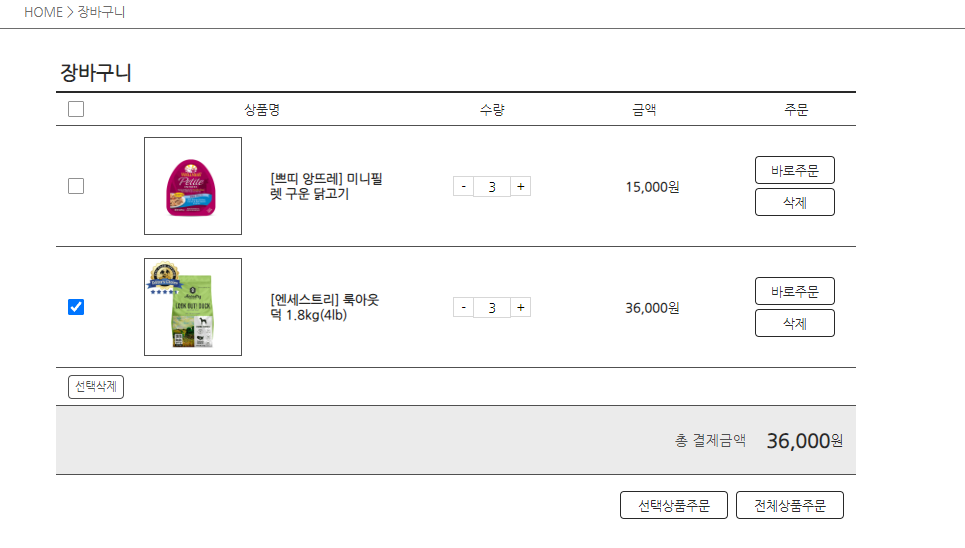 HOME > 장바구니
장바구니
상품명 수량 금액 주문
[쁘띠 앙뜨레] 미니필
렛 구운 닭고기
- 3 +
15,000원
바로주문
삭제
Petite
[엔세스트리] 룩아웃
덕 1.8kg(4lb)
- 3 +
36,000원
바로주문
삭제
LOOK OUT! DUCK
선택삭제
총 결제금액 36,000원
선택상품주문 전체상품주문